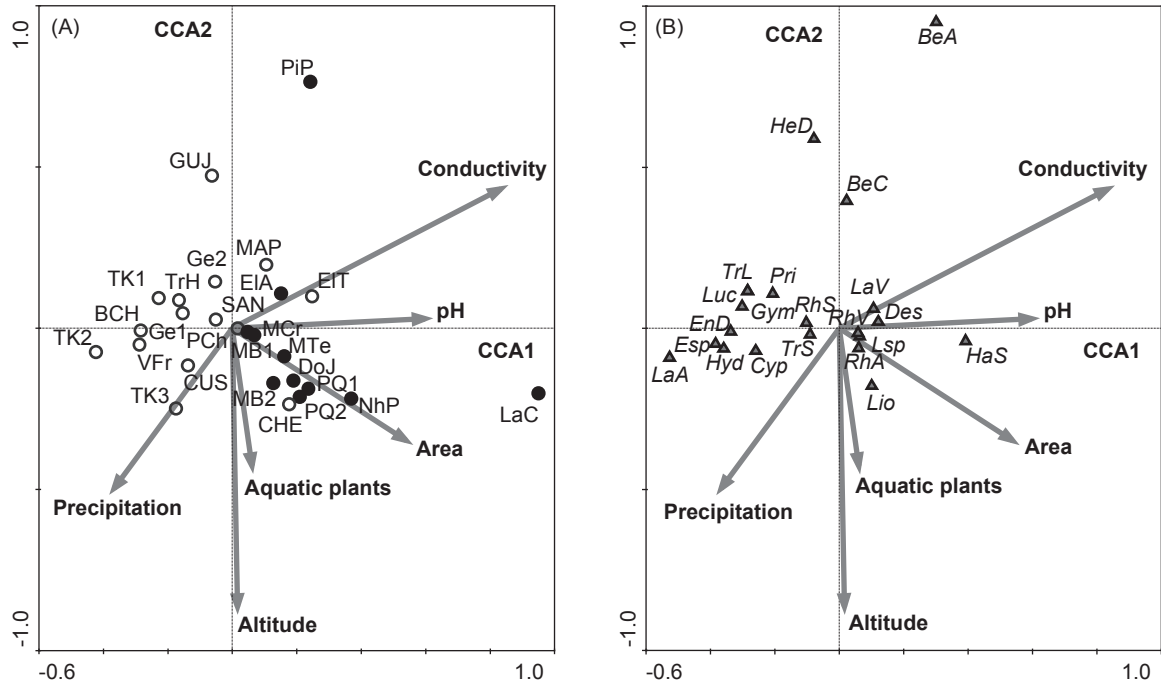 (A)
CCA2
1.0
PiP
GUJ
Conductivity
MAP
Ge2
ElA
ElT
TK1
TrH
SAN
BCH
pH
TK2
Ge1
PCh
MCr
CCA1
MB1
MTe
VFr
DoJ
CUS
PQ1
TK3
MB2
PQ2
NhP
LaC
CHE
Area
Aquatic plants
Precipitation
Altitude
-1.0
-0.6
1.0
(B)
CCA2
1.0
BeA
HeD
BeC
Conductivity
TrL
Pri
Luc
Gym
RhS
LaV
Des
EnD
RhV
pH
Esp
Hyd
Cyp
TrS
Lsp
CCA1
LaA
RhA
HaS
Lio
Area
Aquatic plants
Precipitation
Altitude
-1.0
-0.6
1.0